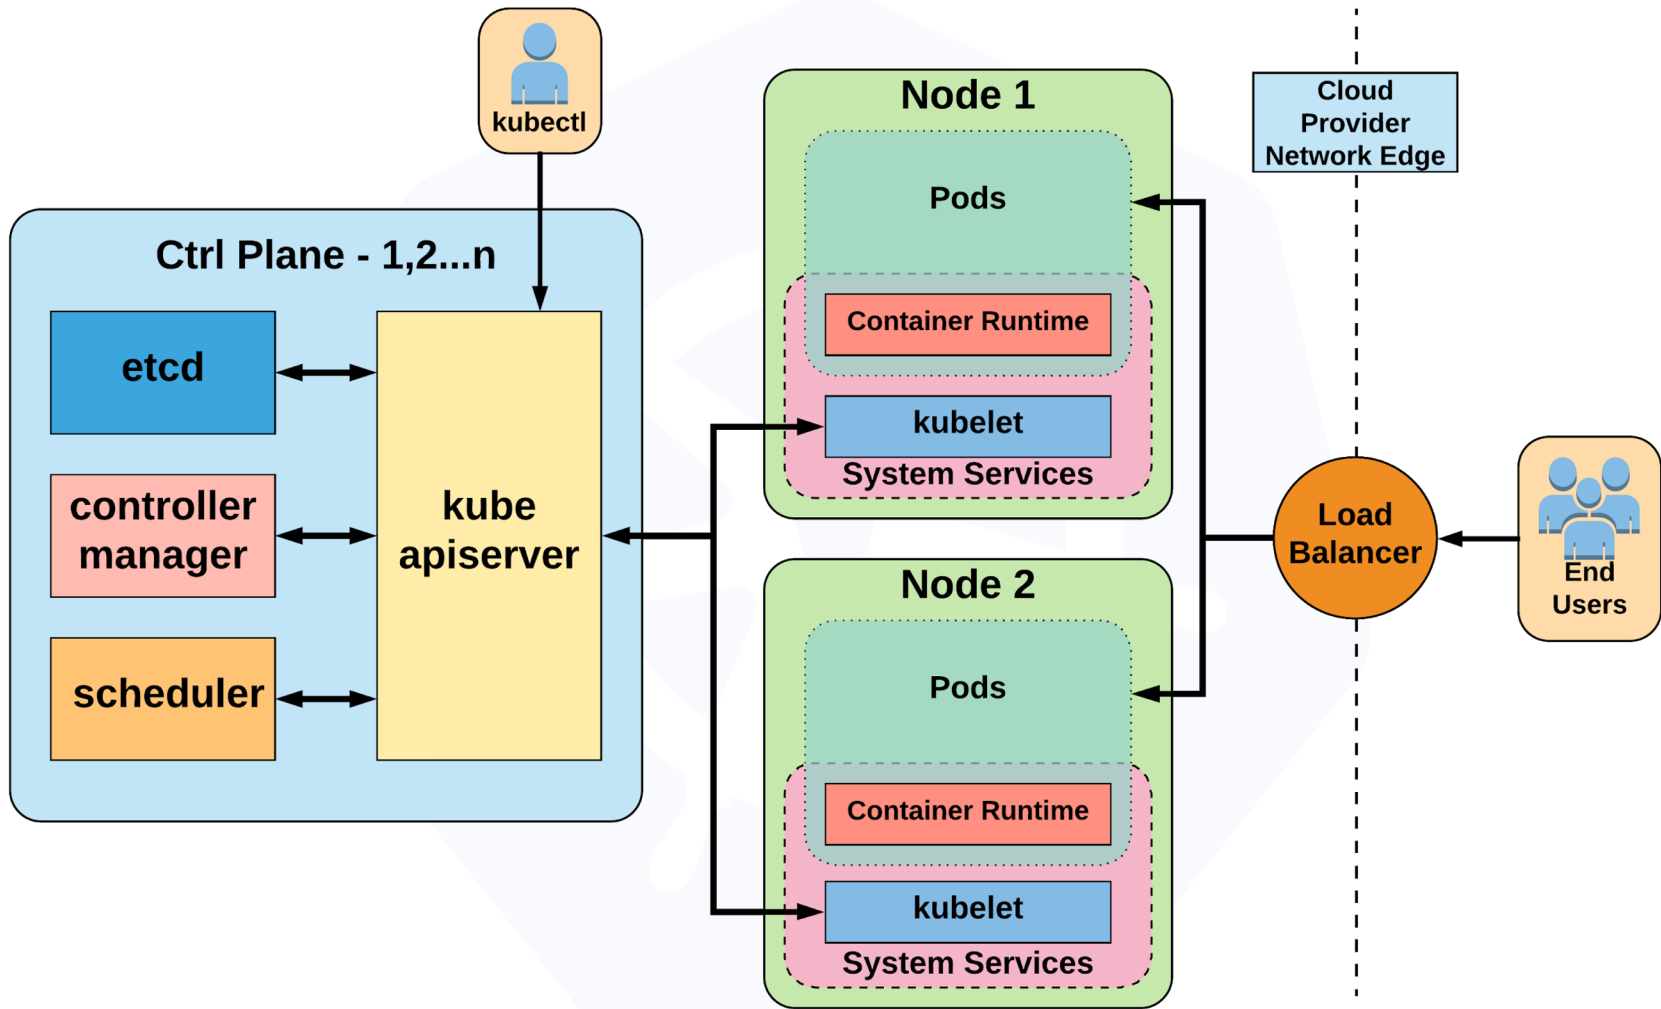 kubectl
Ctrl Plane - 1,2...n
etcd
controller
manager
scheduler
kube
apiserver
Node 1
Pods
Container Runtime
kubelet
System Services
Node 2
Pods
Container Runtime
kubelet
System Services
Cloud
Provider
Network Edge
Load
Balancer
End
Users